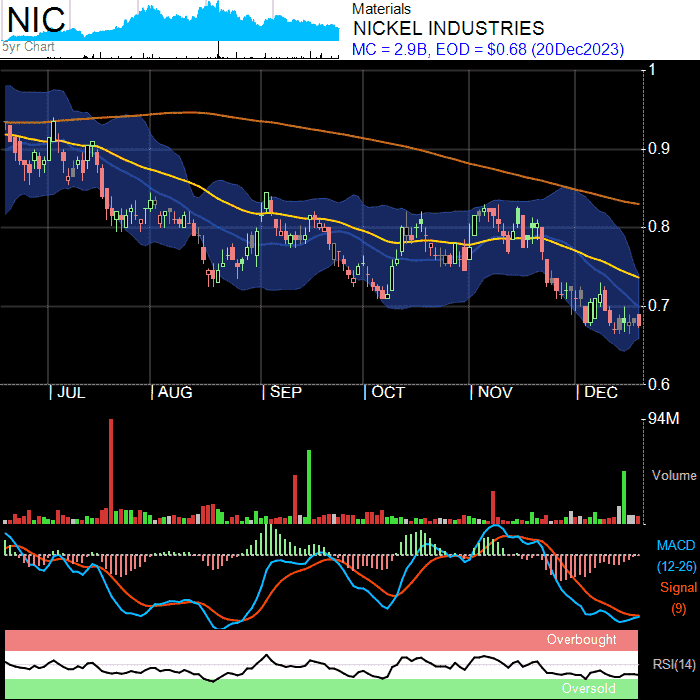 NIC
5yr Chart
Materials
NICKEL INDUSTRIES
MC = 2.9B, EOD = $0.68 (20Dec2023)
1
0.9
0.8
0.7
0.6
JUL
AUG
SEP
OCT
NOV
DEC
94M
Volume
MACD
(12-26)
Signal
(9)
Overbought
RSI(14)
Oversold